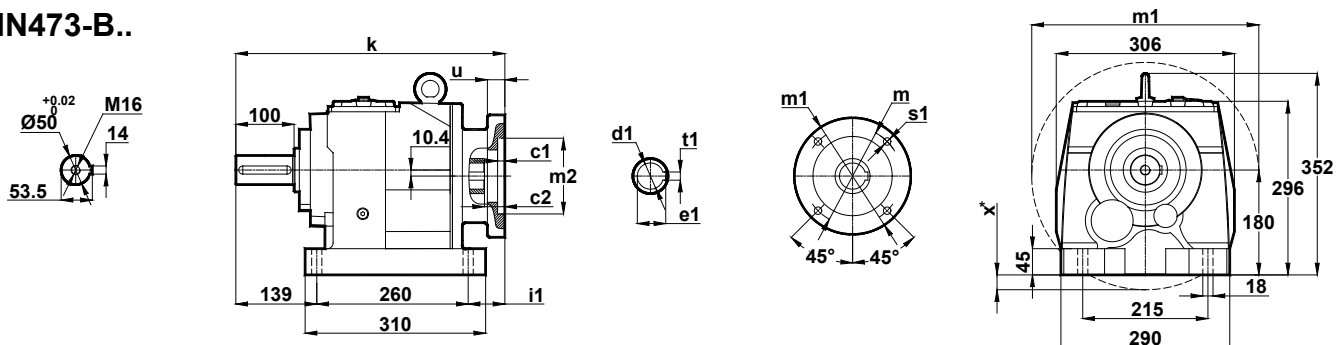 IN473-B..
k
u
+0.02
0
Ø50
M16
14
53.5
100
10.4
c1
m2
c2
139
260
i1
310
d1
t1
e1
m1
m
s1
45°
45°
m1
306
352
296
180
x*
45
18
215
290